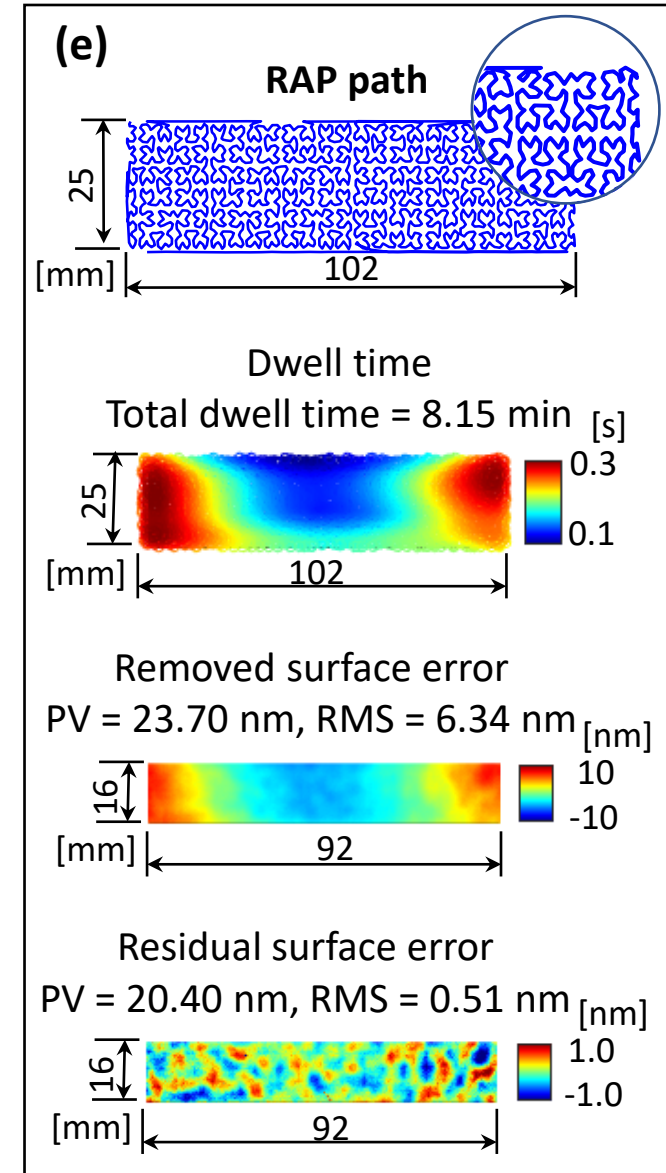 (e)
RAP path
25
[mm]
102
Dwell time
Total dwell time = 8.15 min [s]
25
0.3
0.1
[mm]
102
Removed surface error
PV = 23.70 nm, RMS = 6.34 nm [nm]
16
10
-10
[mm]
92
Residual surface error
PV = 20.40 nm, RMS = 0.51 nm [nm]
16
1.0
-1.0
[mm]
92